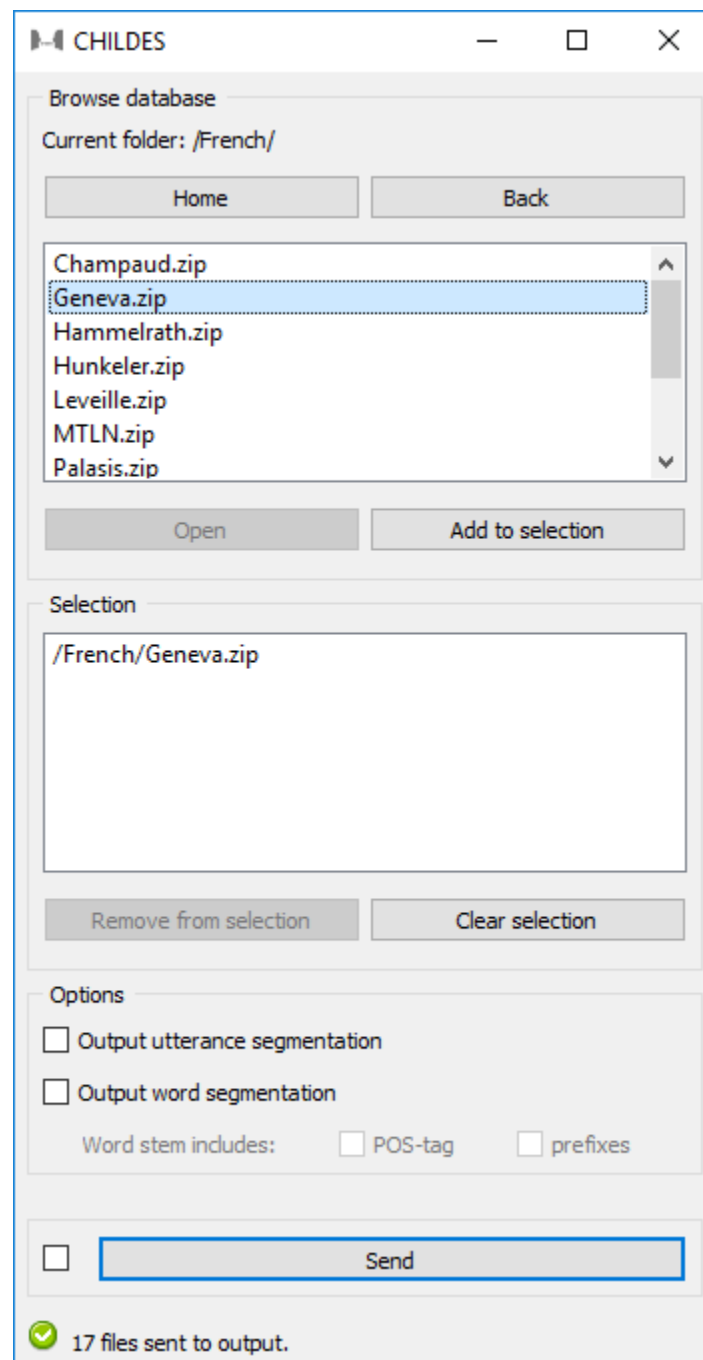 CHILDES
Browse database
Current folder: /French/
Home Back
Champaud.zip
Geneva.zip
Hammelrath.zip
Hunkeler.zip
Leveille.zip
MTLN.zip
Palasis.zip
Open Add to selection
Selection
/French/Geneva.zip
Remove from selection Clear selection
Options
Output utterance segmentation
Output word segmentation
Word stem includes: POS-tag prefixes
Send
17 files sent to output.